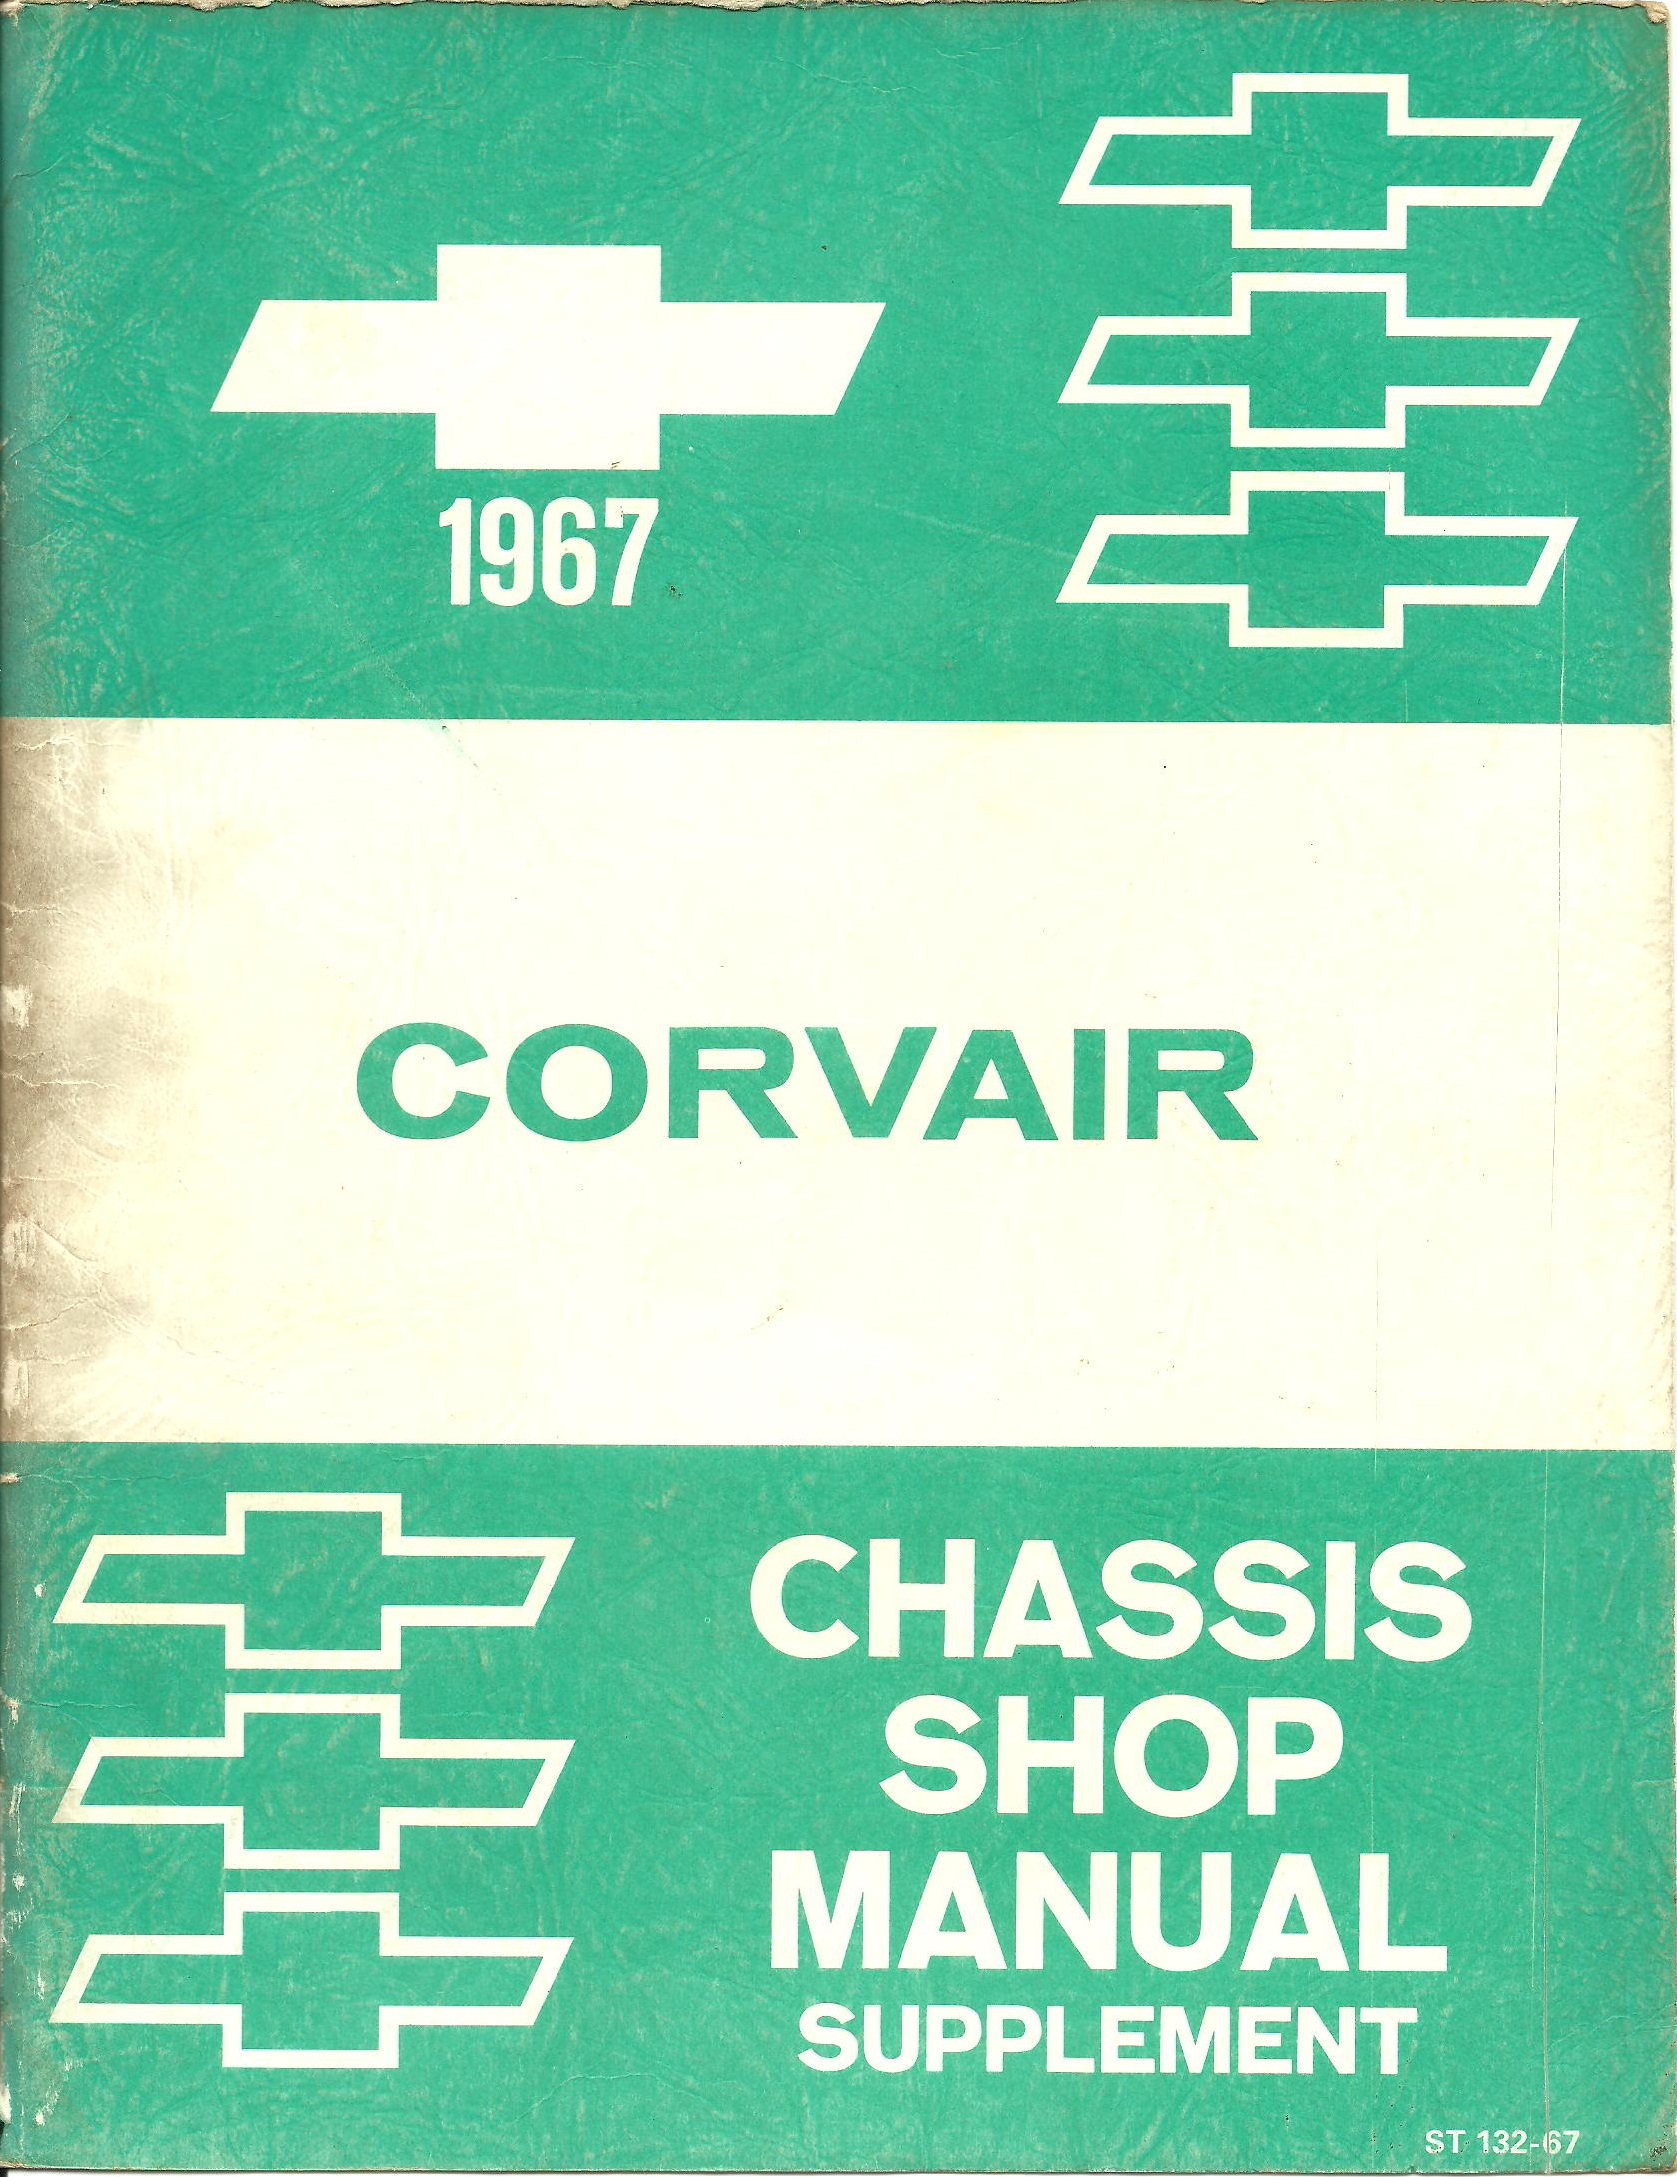 1967
CORVAIR
CHASSIS
SHOP
MANUAL
SUPPLEMENT
ST 132-67